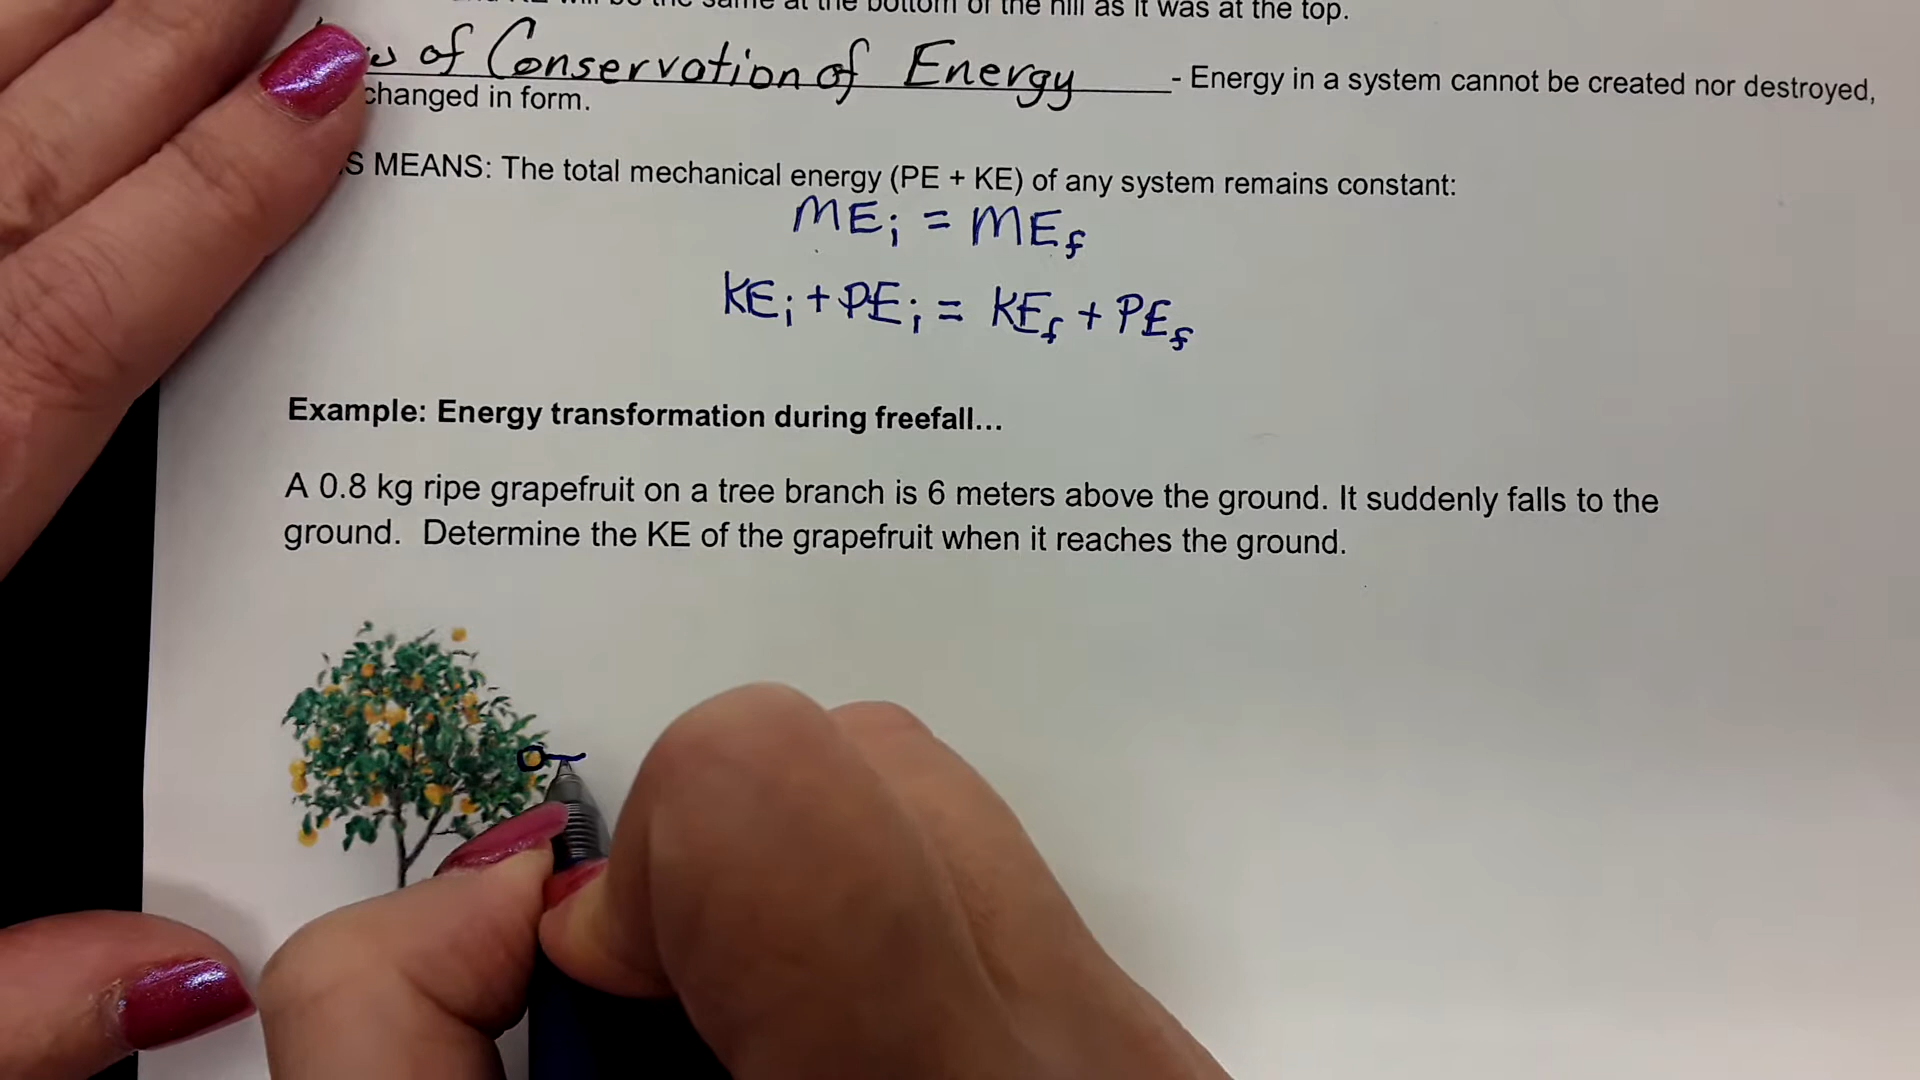 will be the same at the bottom of the hill as it was at the top.
of Conservation of Energy - Energy in a system cannot be created nor destroyed,
changed in form.
MEANS: The total mechanical energy (PE + KE) of any system remains constant:
MEi = MEf
KEi + PEi = KEf + PEf
Example: Energy transformation during freefall...
A 0.8 kg ripe grapefruit on a tree branch is 6 meters above the ground. It suddenly falls to the
ground. Determine the KE of the grapefruit when it reaches the ground.